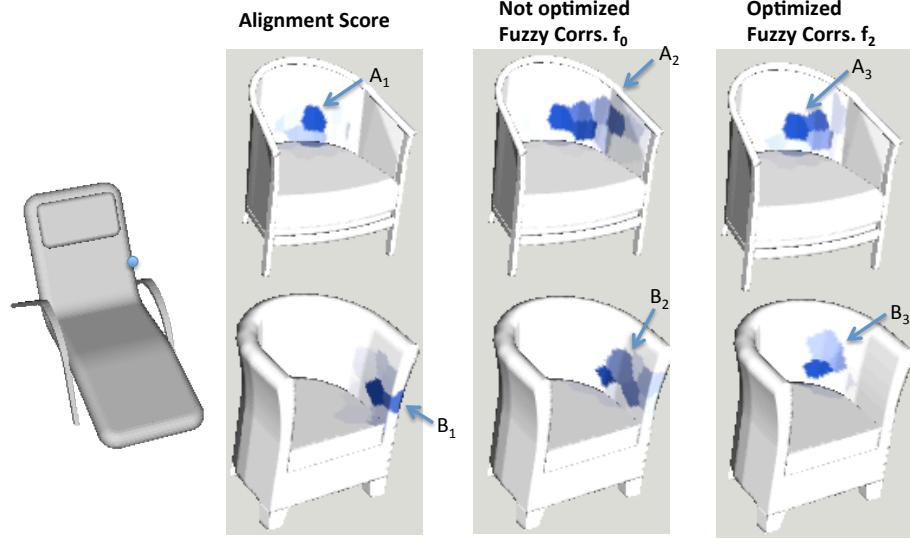 Alignment Score
Not optimized
Fuzzy Corrs. f₀
Optimized
Fuzzy Corrs. f₂
A₁
A₂
A₃
B₁
B₂
B₃